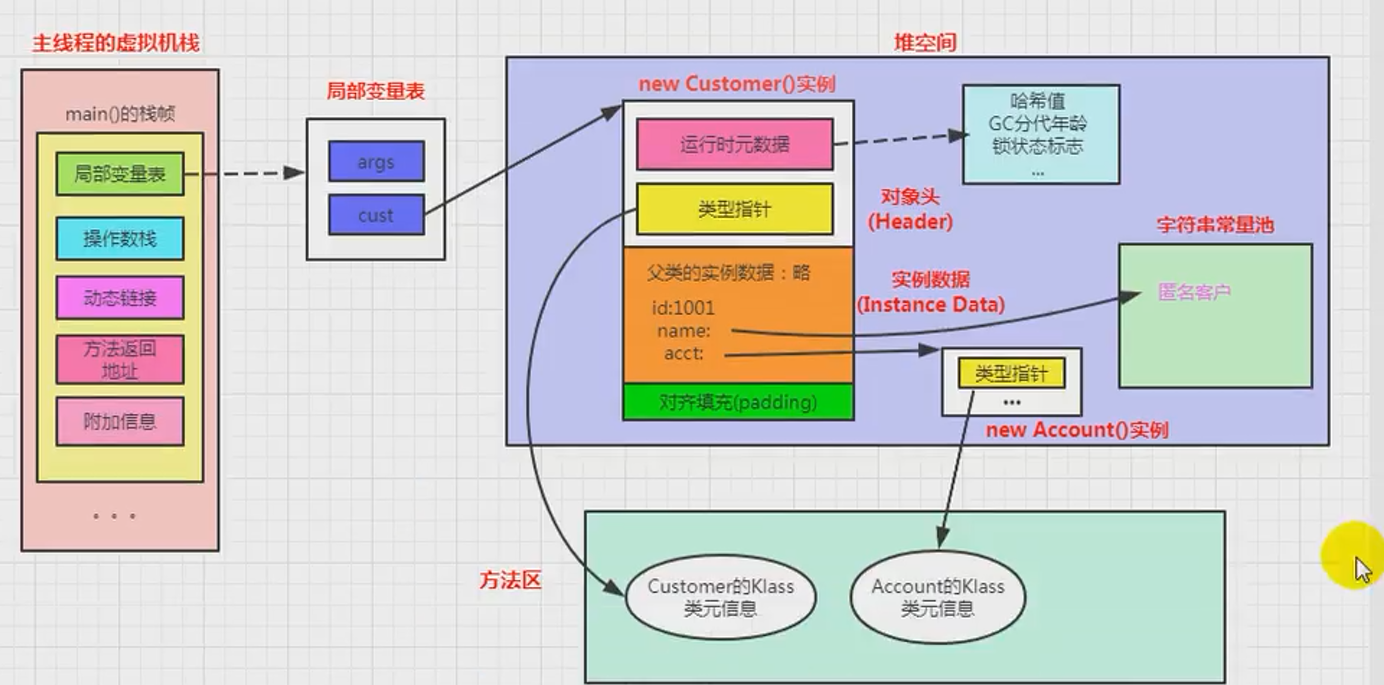 主线程的虚拟机栈
main()的栈帧
局部变量表
操作数栈
动态链接
方法返回
地址
附加信息
。。。
局部变量表
args
cust
堆空间
new Customer()实例
运行时元数据
类型指针
父类的实例数据：略
id:1001
name:
acct:
对齐填充(padding)
哈希值
GC分代年龄
锁状态标志
...
对象头
(Header)
实例数据
(Instance Data)
字符串常量池
匿名客户
类型指针
...
new Account()实例
方法区
Customer的Klass
类元信息
Account的Klass
类元信息